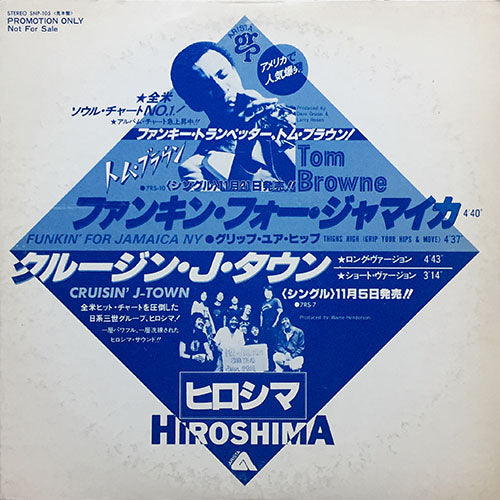 STEREO SNP-105 〈見本盤〉
PROMOTION ONLY
Not For Sale
ARISTA
GRP
アメリカで
人気爆発
★全米
ソウル・チャートNO.1!
★アルバム・チャート急上昇中!!
Produced by
Dave Grusin &
Larry Rosen
ファンキー・トランペッター、トム・ブラウン!
トム・ブラウン
Tom
Browne
●7RS-10
〈シングル〉11月21日発売!!
ファンキン・フォー・ジャマイカ 4'40"
FUNKIN' FOR JAMAICA NY ●グリップ・ユア・ヒップ THIGHS HIGH (GRIP YOUR HIPS & MOVE) 4'37
クルージン・J・タウン
★ロング・ヴァージョン 4'43"
★ショート・ヴァージョン 3'14"
CRUISIN' J-TOWN
〈シングル〉11月5日発売!!
●7RS-7
全米ヒット・チャートを圧倒した
日系三世グループ、ヒロシマ!
一層パワフル、一層洗練された
ヒロシマ・サウンド!!
Produced by Wayne Henderson
ヒロシマ
HIROSHIMA
ARISTA